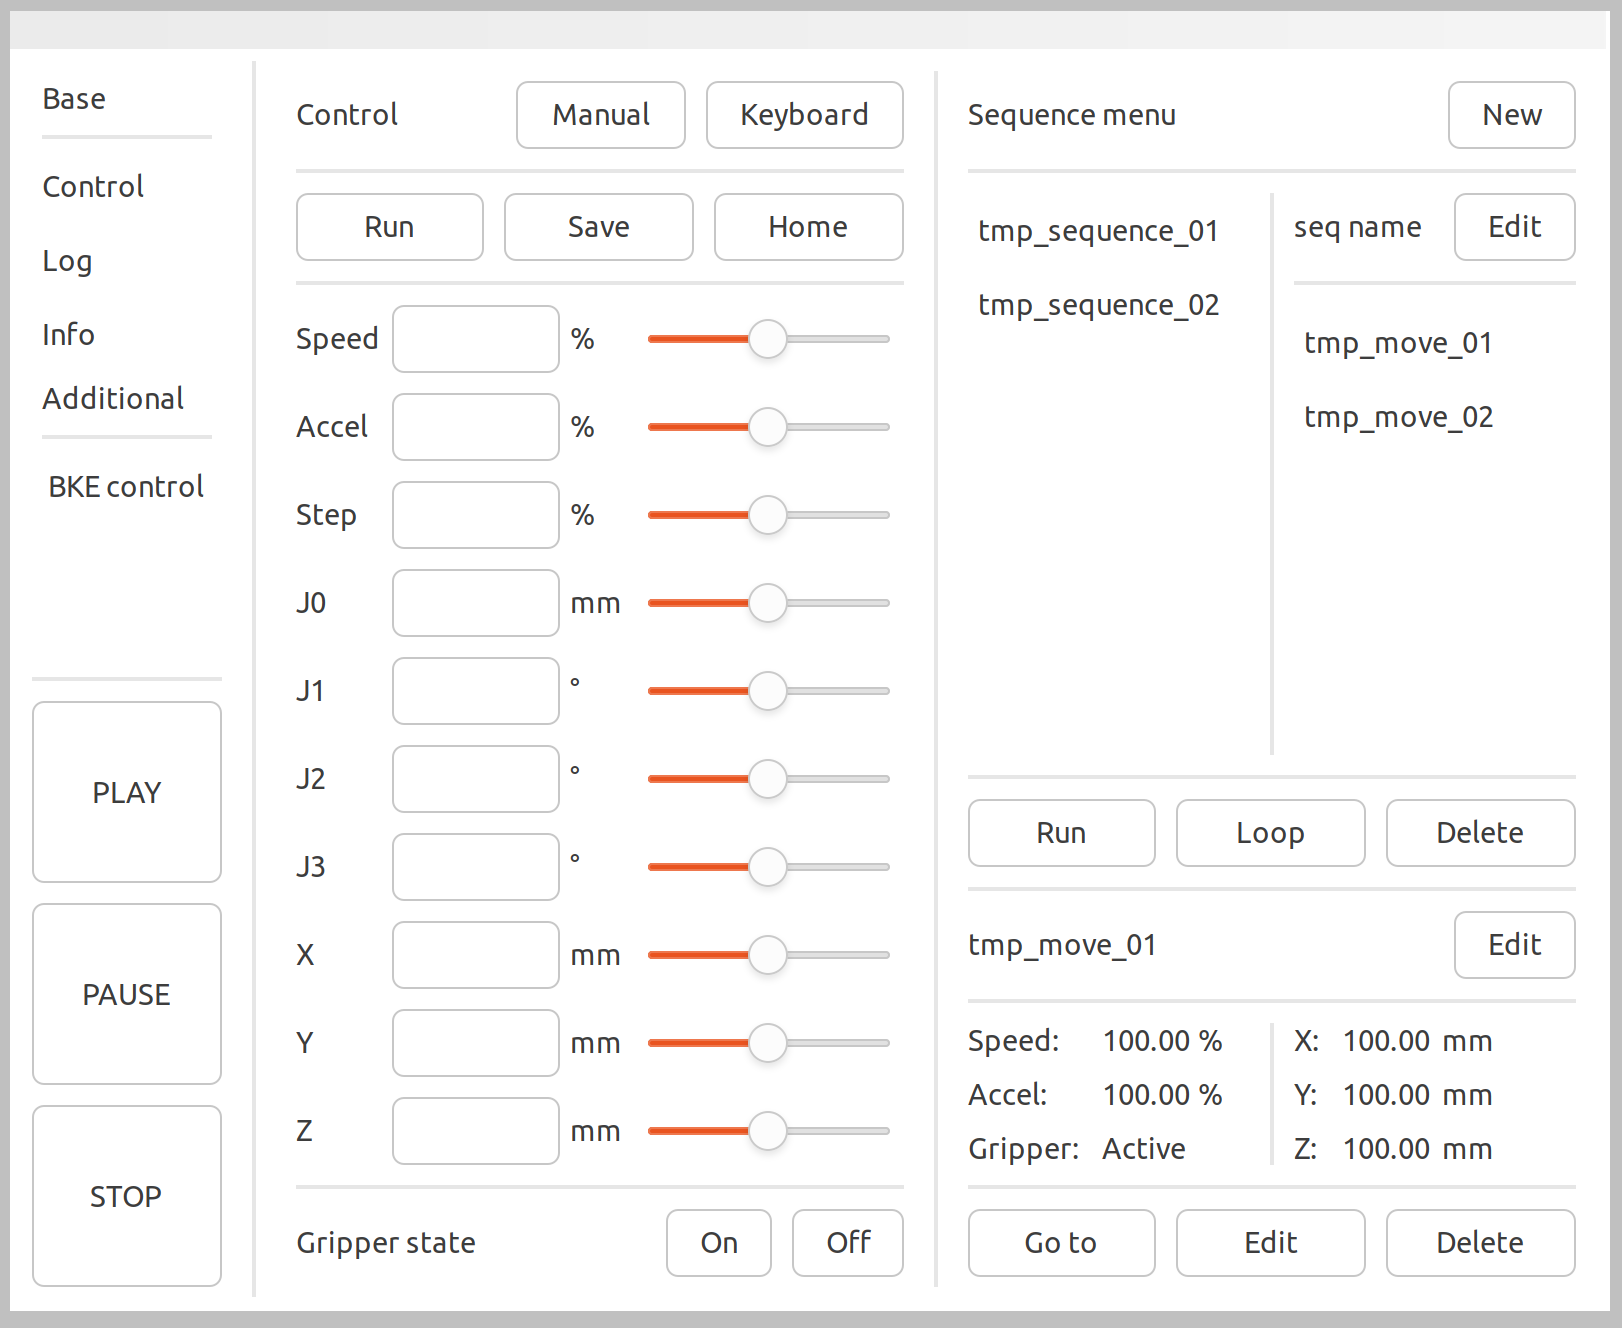 Base
Control
Log
Info
Additional
BKE control
PLAY
PAUSE
STOP
Control Manual Keyboard
Run Save Home
Speed %
Accel %
Step %
J0 mm
J1 °
J2 °
J3 °
X mm
Y mm
Z mm
Gripper state On Off
Sequence menu New
tmp_sequence_01
tmp_sequence_02
seq name Edit
tmp_move_01
tmp_move_02
Run Loop Delete
tmp_move_01 Edit
Speed: 100.00 % X: 100.00 mm
Accel: 100.00 % Y: 100.00 mm
Gripper: Active Z: 100.00 mm
Go to Edit Delete